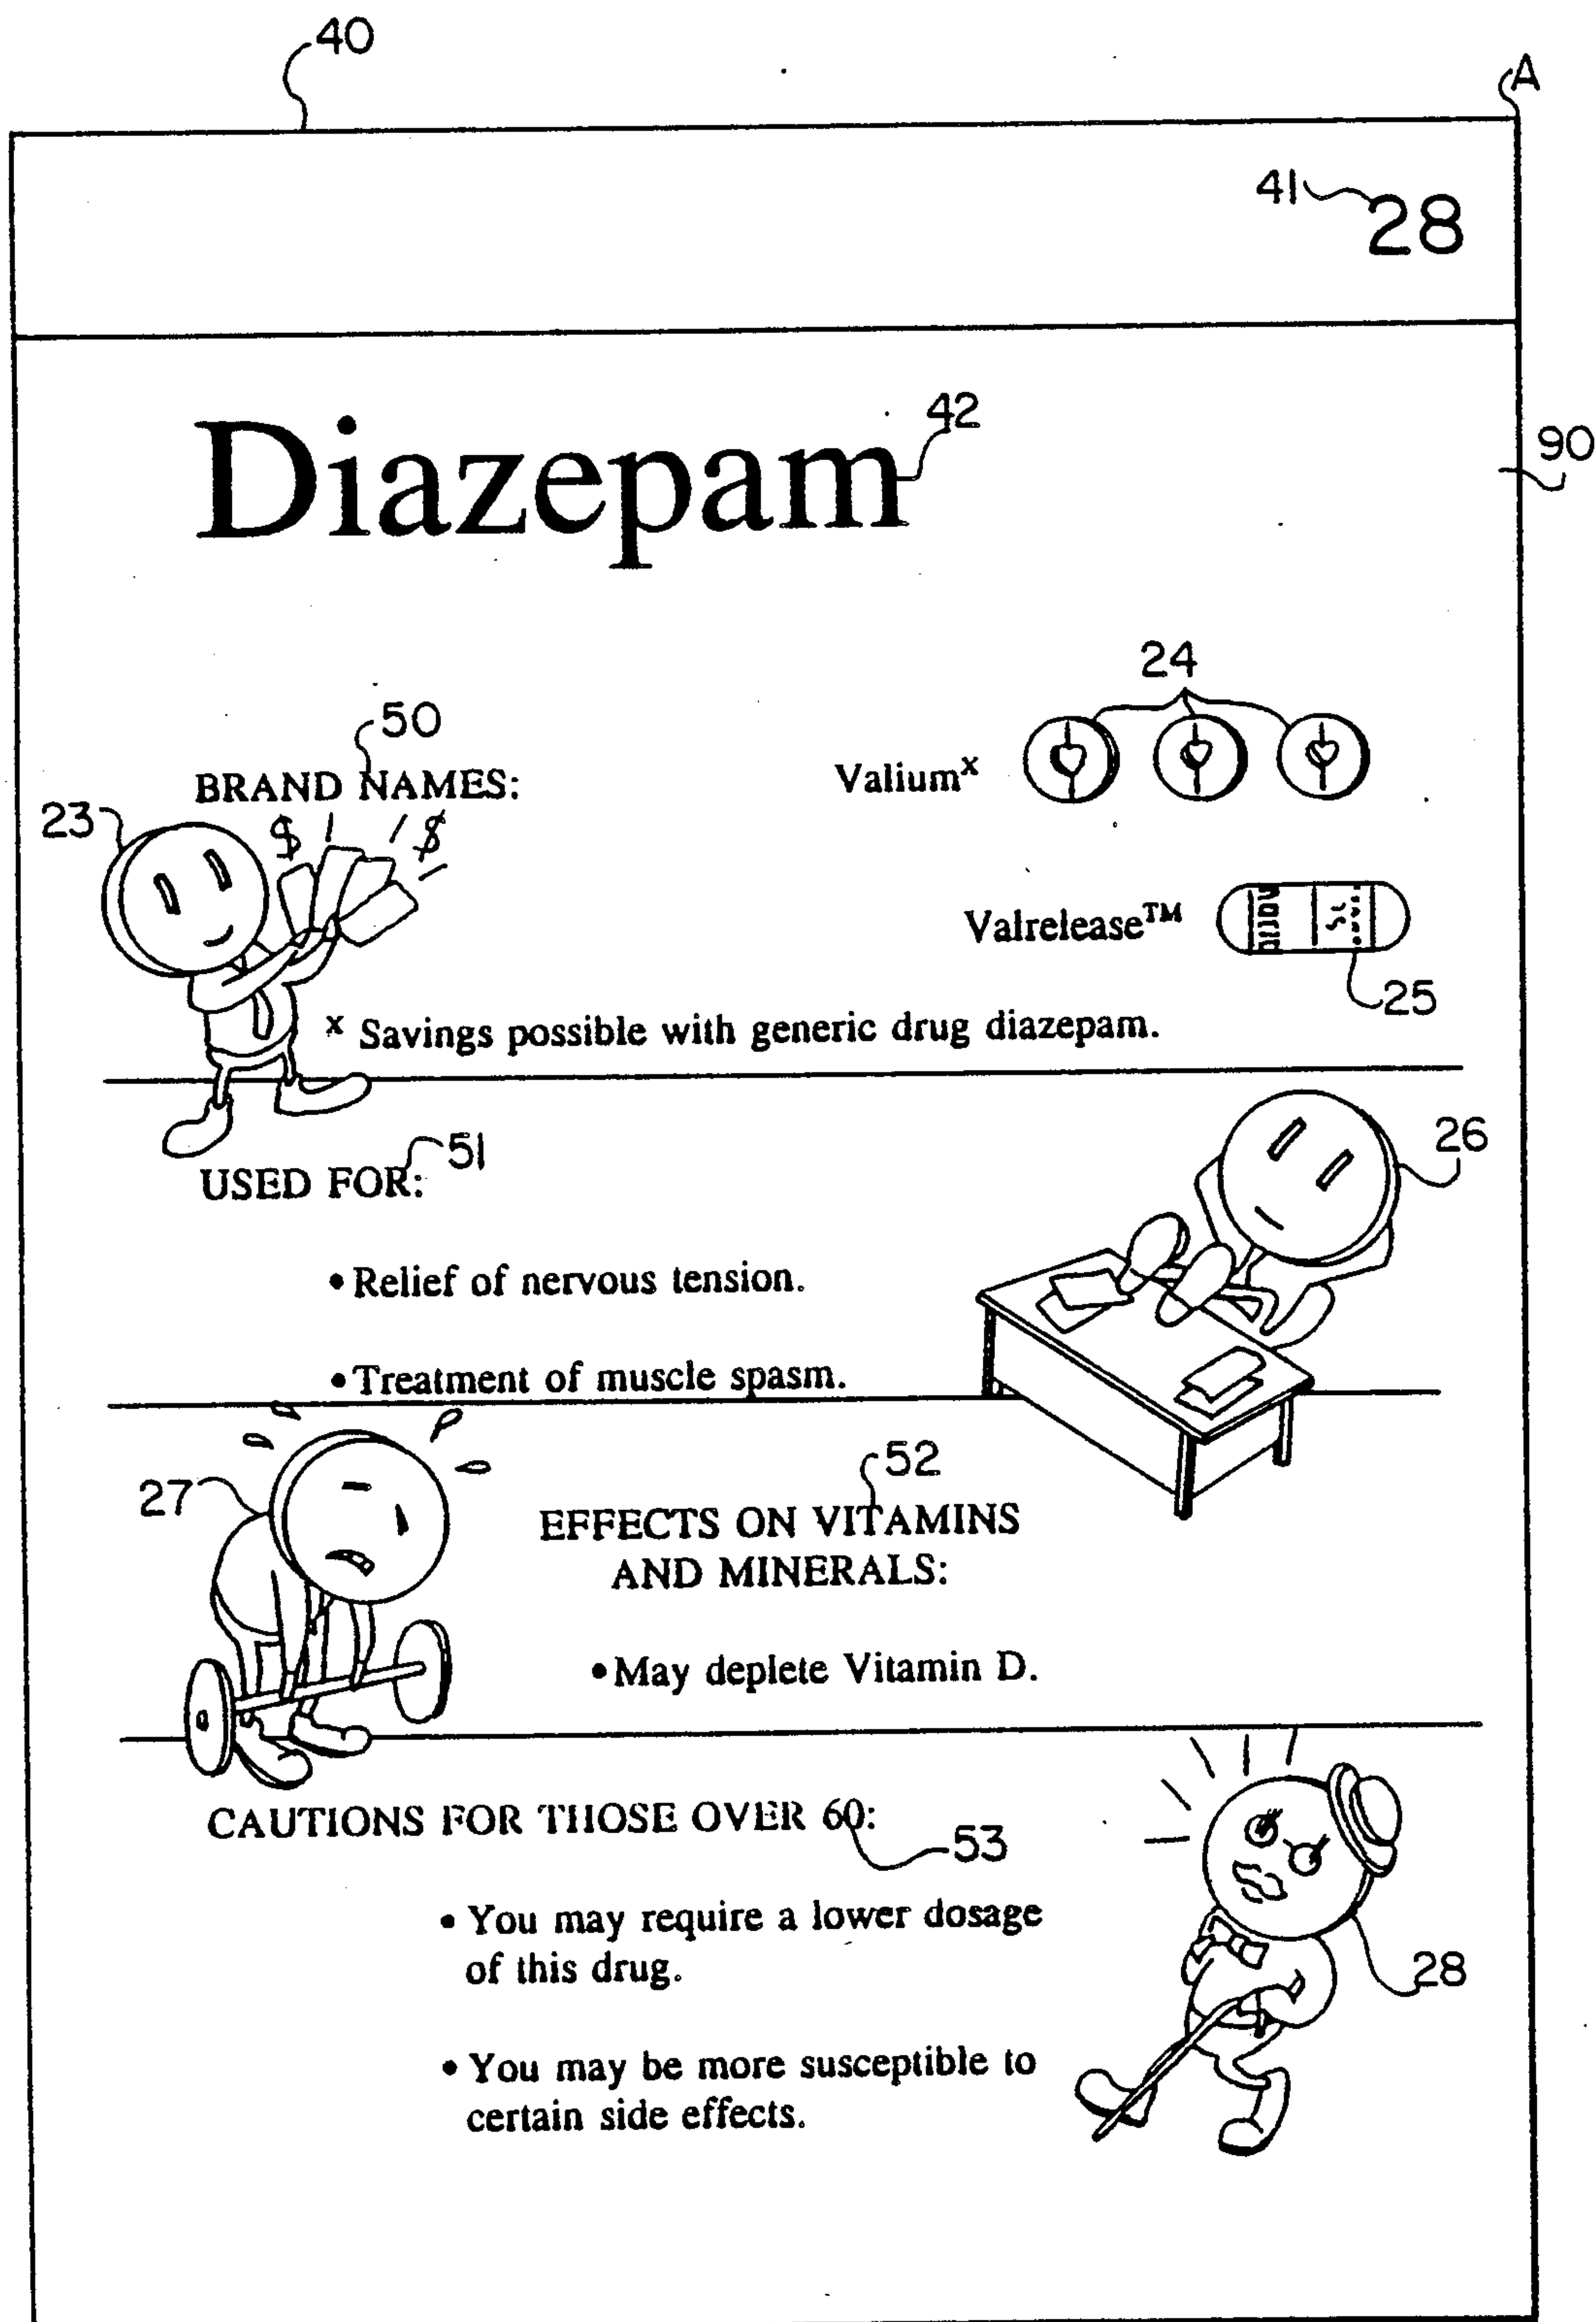 40
A
41 28
Diazepam 42
90
24
50
BRAND NAMES:
Valiumˣ
23
$ $
Valrelease™
25
ˣ Savings possible with generic drug diazepam.
26
51
USED FOR:
• Relief of nervous tension.
• Treatment of muscle spasm.
52
27
EFFECTS ON VITAMINS
AND MINERALS:
• May deplete Vitamin D.
CAUTIONS FOR THOSE OVER 60:
53
• You may require a lower dosage
of this drug.
28
• You may be more susceptible to
certain side effects.